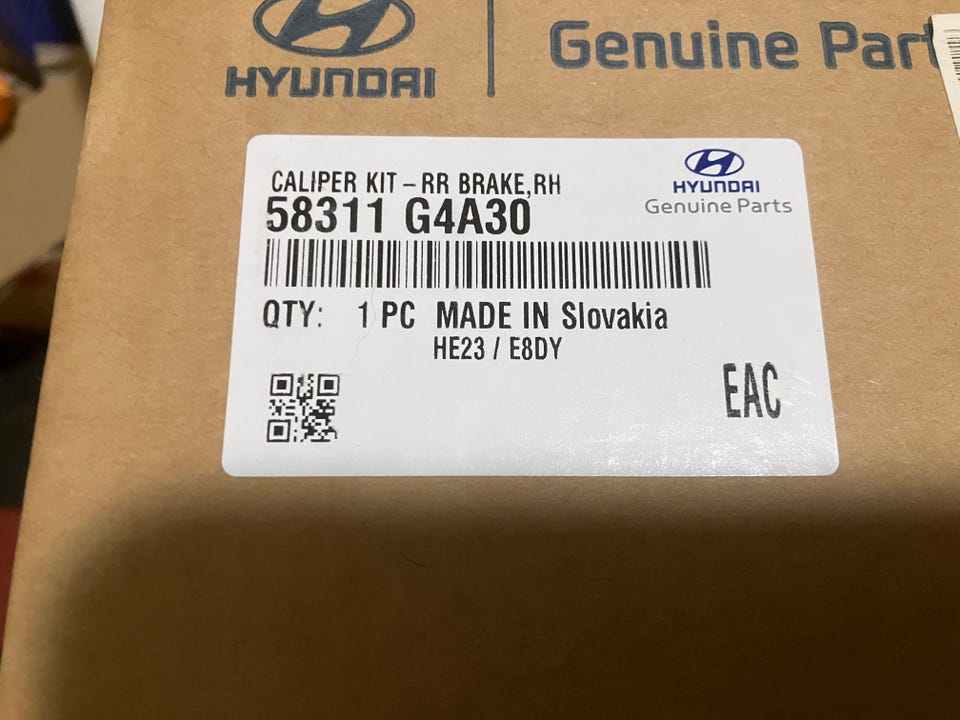 HYUNDAI
Genuine Part
CALIPER KIT – RR BRAKE,RH
58311 G4A30
HYUNDAI
Genuine Parts
QTY: 1 PC MADE IN Slovakia
HE23 / E8DY
EAC